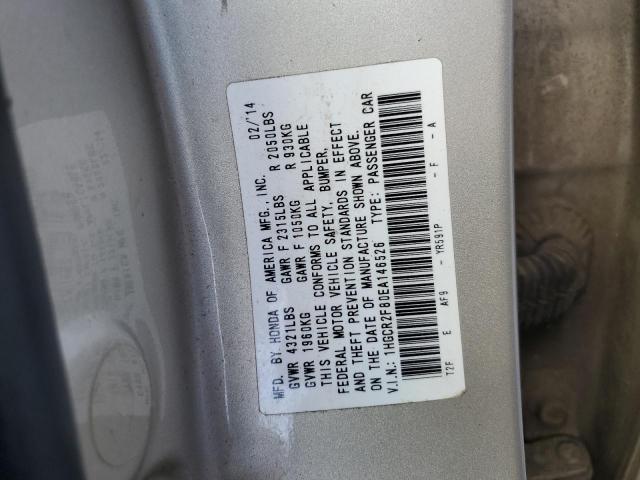 MFD. BY HONDA OF AMERICA MFG., INC. 02/'14
GVWR 4321LBS GAWR F 2315LBS R 2050LBS
GVWR 1960KG GAWR F 1050KG R 930KG
THIS VEHICLE CONFORMS TO ALL APPLICABLE
FEDERAL MOTOR VEHICLE SAFETY, BUMPER,
AND THEFT PREVENTION STANDARDS IN EFFECT
ON THE DATE OF MANUFACTURE SHOWN ABOVE.
V.I.N.: 1HGCR2F80EA146526 TYPE: PASSENGER CAR
T2F E AF9 - YR591P - F - A